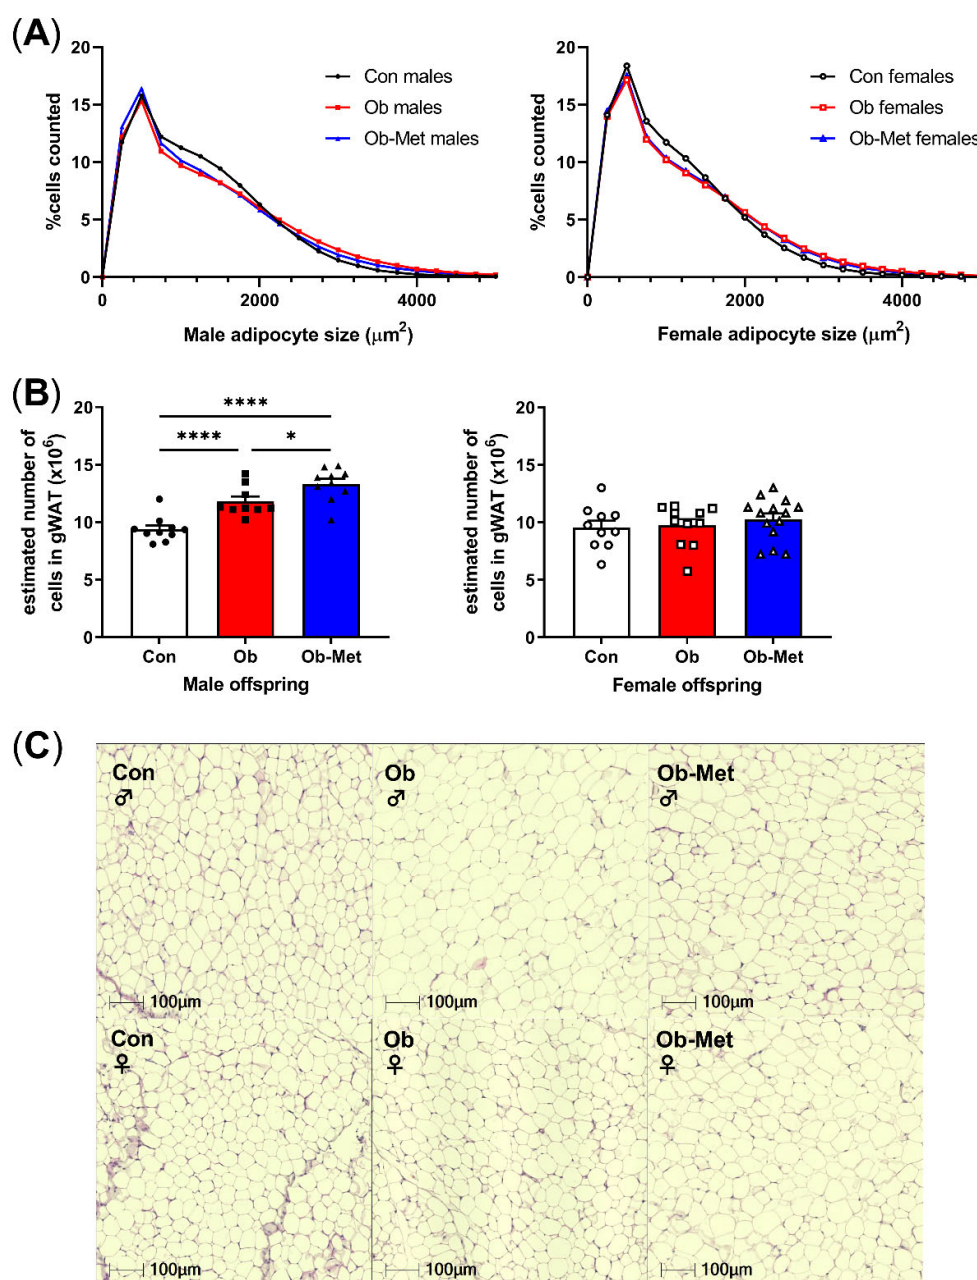 (A)
20
15
10
5
0
%cells counted
Con males
Ob males
Ob-Met males
0
2000
4000
Male adipocyte size (μm²)
20
15
10
5
0
%cells counted
Con females
Ob females
Ob-Met females
0
2000
4000
Female adipocyte size (μm²)
(B)
20
15
10
5
0
estimated number of
cells in gWAT (x10⁶)
****
****
*
Con
Ob
Ob-Met
Male offspring
20
15
10
5
0
estimated number of
cells in gWAT (x10⁶)
Con
Ob
Ob-Met
Female offspring
(C)
Con
♂
100μm
Ob
♂
100μm
Ob-Met
♂
100μm
Con
♀
100μm
Ob
♀
100μm
Ob-Met
♀
100μm